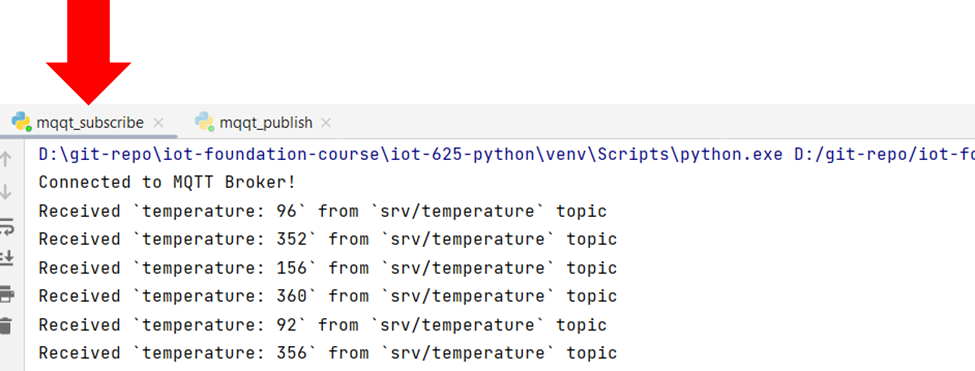 mqqt_subscribe mqqt_publish
D:\git-repo\iot-foundation-course\iot-625-python\venv\Scripts\python.exe D:/git-repo/iot-fo
Connected to MQTT Broker!
Received `temperature: 96` from `srv/temperature` topic
Received `temperature: 352` from `srv/temperature` topic
Received `temperature: 156` from `srv/temperature` topic
Received `temperature: 360` from `srv/temperature` topic
Received `temperature: 92` from `srv/temperature` topic
Received `temperature: 356` from `srv/temperature` topic